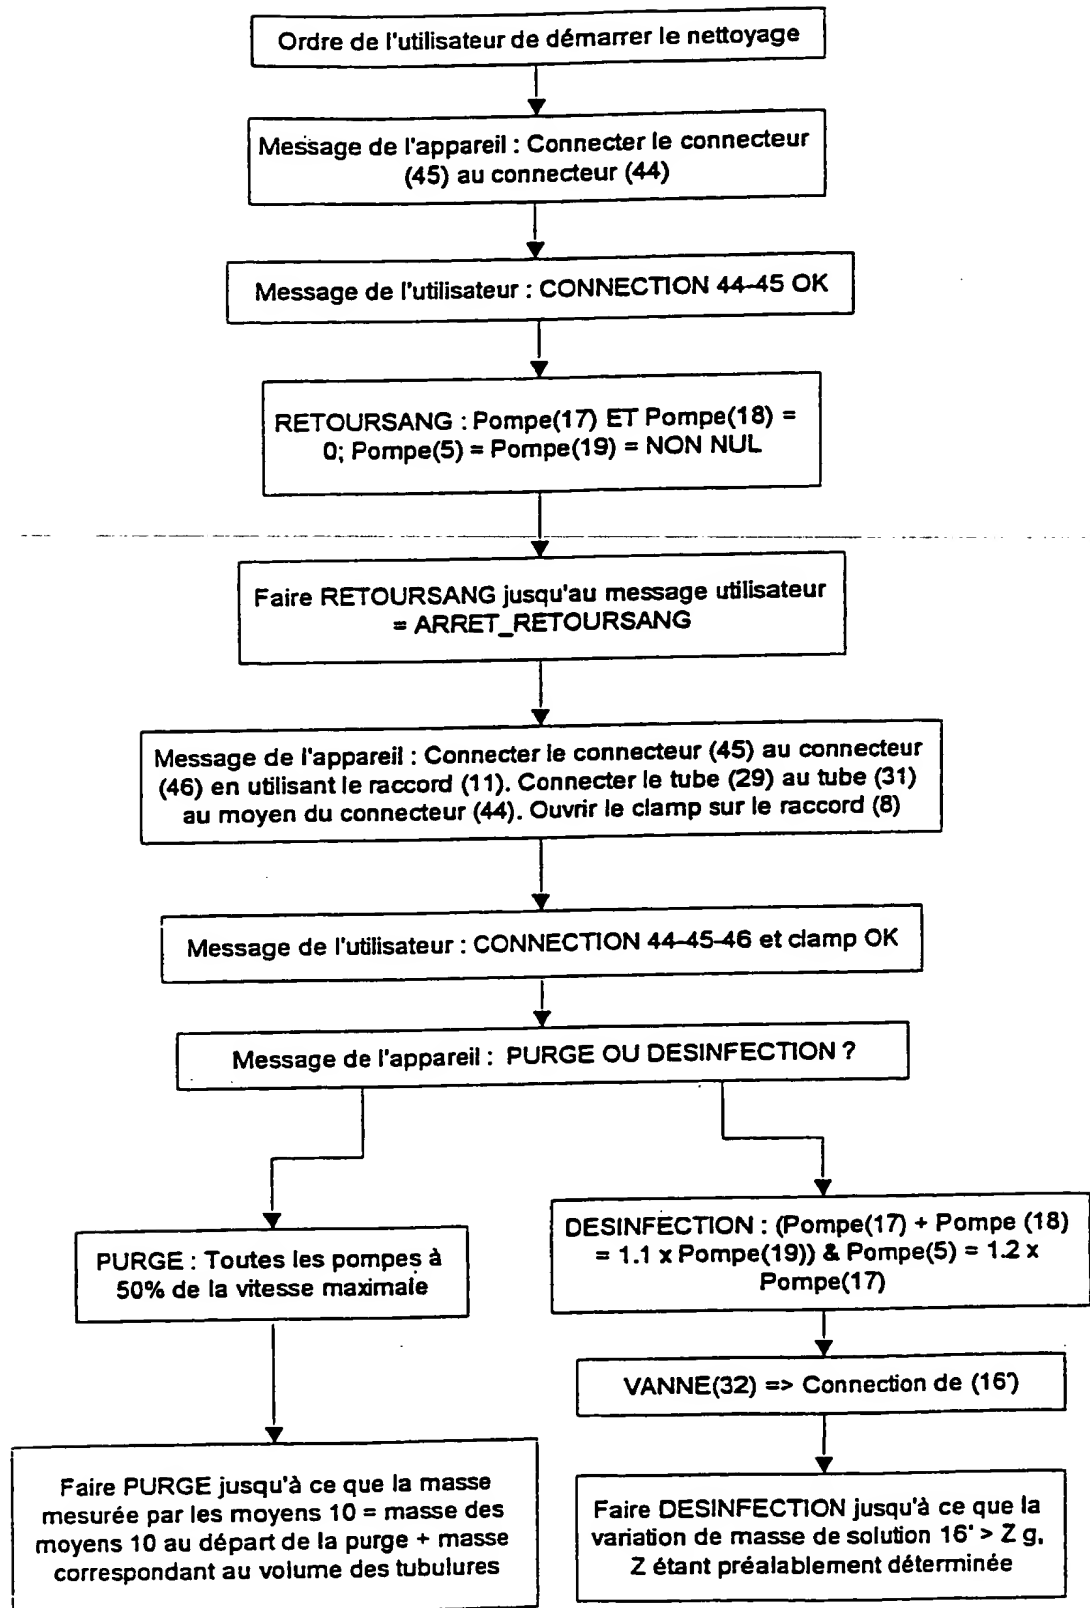 Ordre de l'utilisateur de démarrer le nettoyage
Message de l'appareil : Connecter le connecteur
(45) au connecteur (44)
Message de l'utilisateur : CONNECTION 44-45 OK
RETOURSANG : Pompe(17) ET Pompe(18) =
0; Pompe(5) = Pompe(19) = NON NUL
Faire RETOURSANG jusqu'au message utilisateur
= ARRET_RETOURSANG
Message de l'appareil : Connecter le connecteur (45) au connecteur
(46) en utilisant le raccord (11). Connecter le tube (29) au tube (31)
au moyen du connecteur (44). Ouvrir le clamp sur le raccord (8)
Message de l'utilisateur : CONNECTION 44-45-46 et clamp OK
Message de l'appareil : PURGE OU DESINFECTION ?
PURGE : Toutes les pompes à
50% de la vitesse maximale
Faire PURGE jusqu'à ce que la masse
mesurée par les moyens 10 = masse des
moyens 10 au départ de la purge + masse
correspondant au volume des tubulures
DESINFECTION : (Pompe(17) + Pompe (18)
= 1.1 x Pompe(19)) & Pompe(5) = 1.2 x
Pompe(17)
VANNE(32) => Connection de (16')
Faire DESINFECTION jusqu'à ce que la
variation de masse de solution 16' > Z g,
Z étant préalablement déterminée